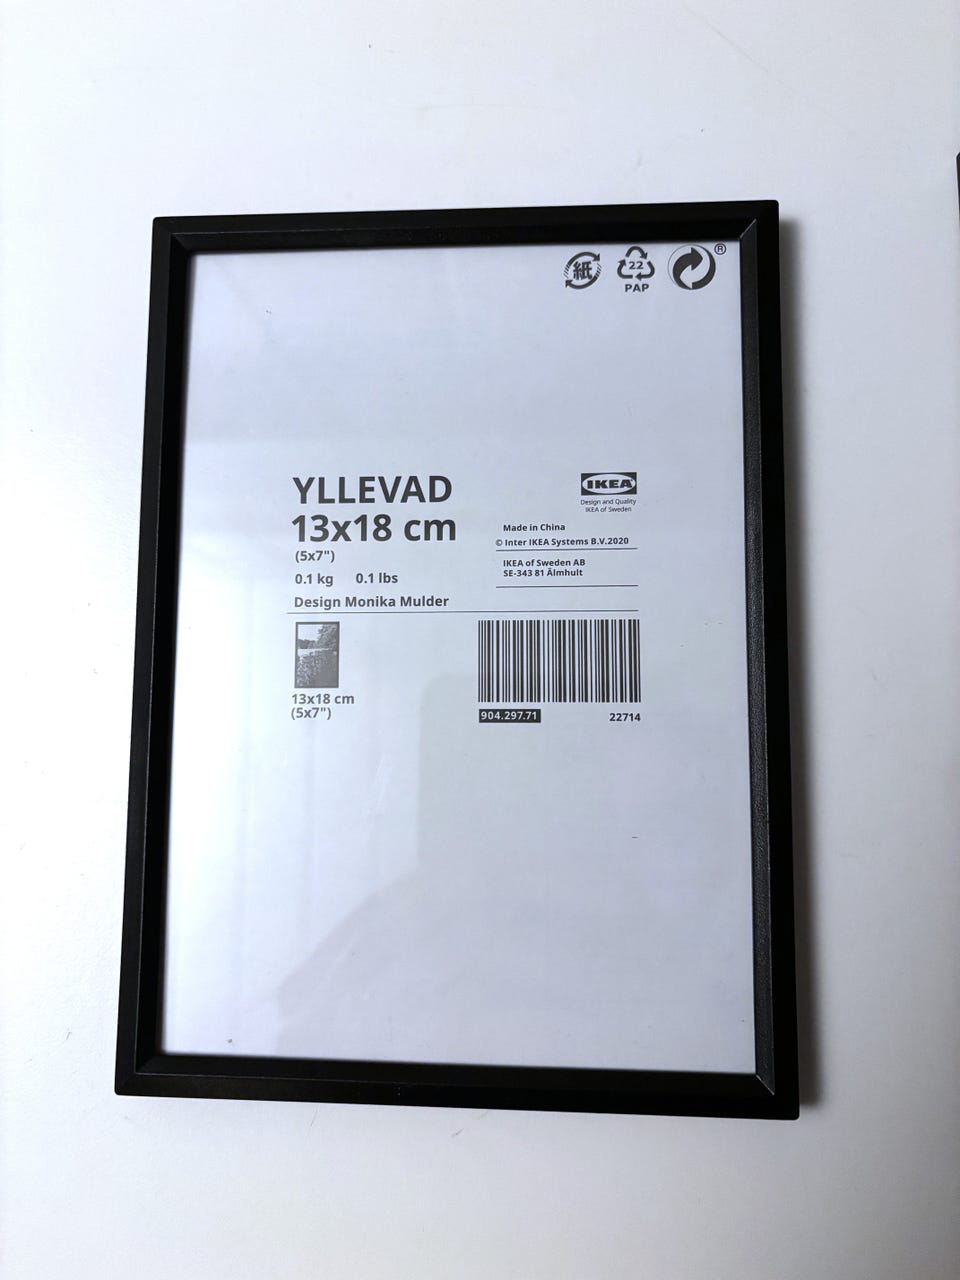 紙
22
PAP
®
YLLEVAD
13x18 cm
(5x7")
0.1 kg 0.1 lbs
Design Monika Mulder
IKEA
Design and Quality
IKEA of Sweden
Made in China
© Inter IKEA Systems B.V.2020
IKEA of Sweden AB
SE-343 81 Älmhult
13x18 cm
(5x7")
904.297.71
22714